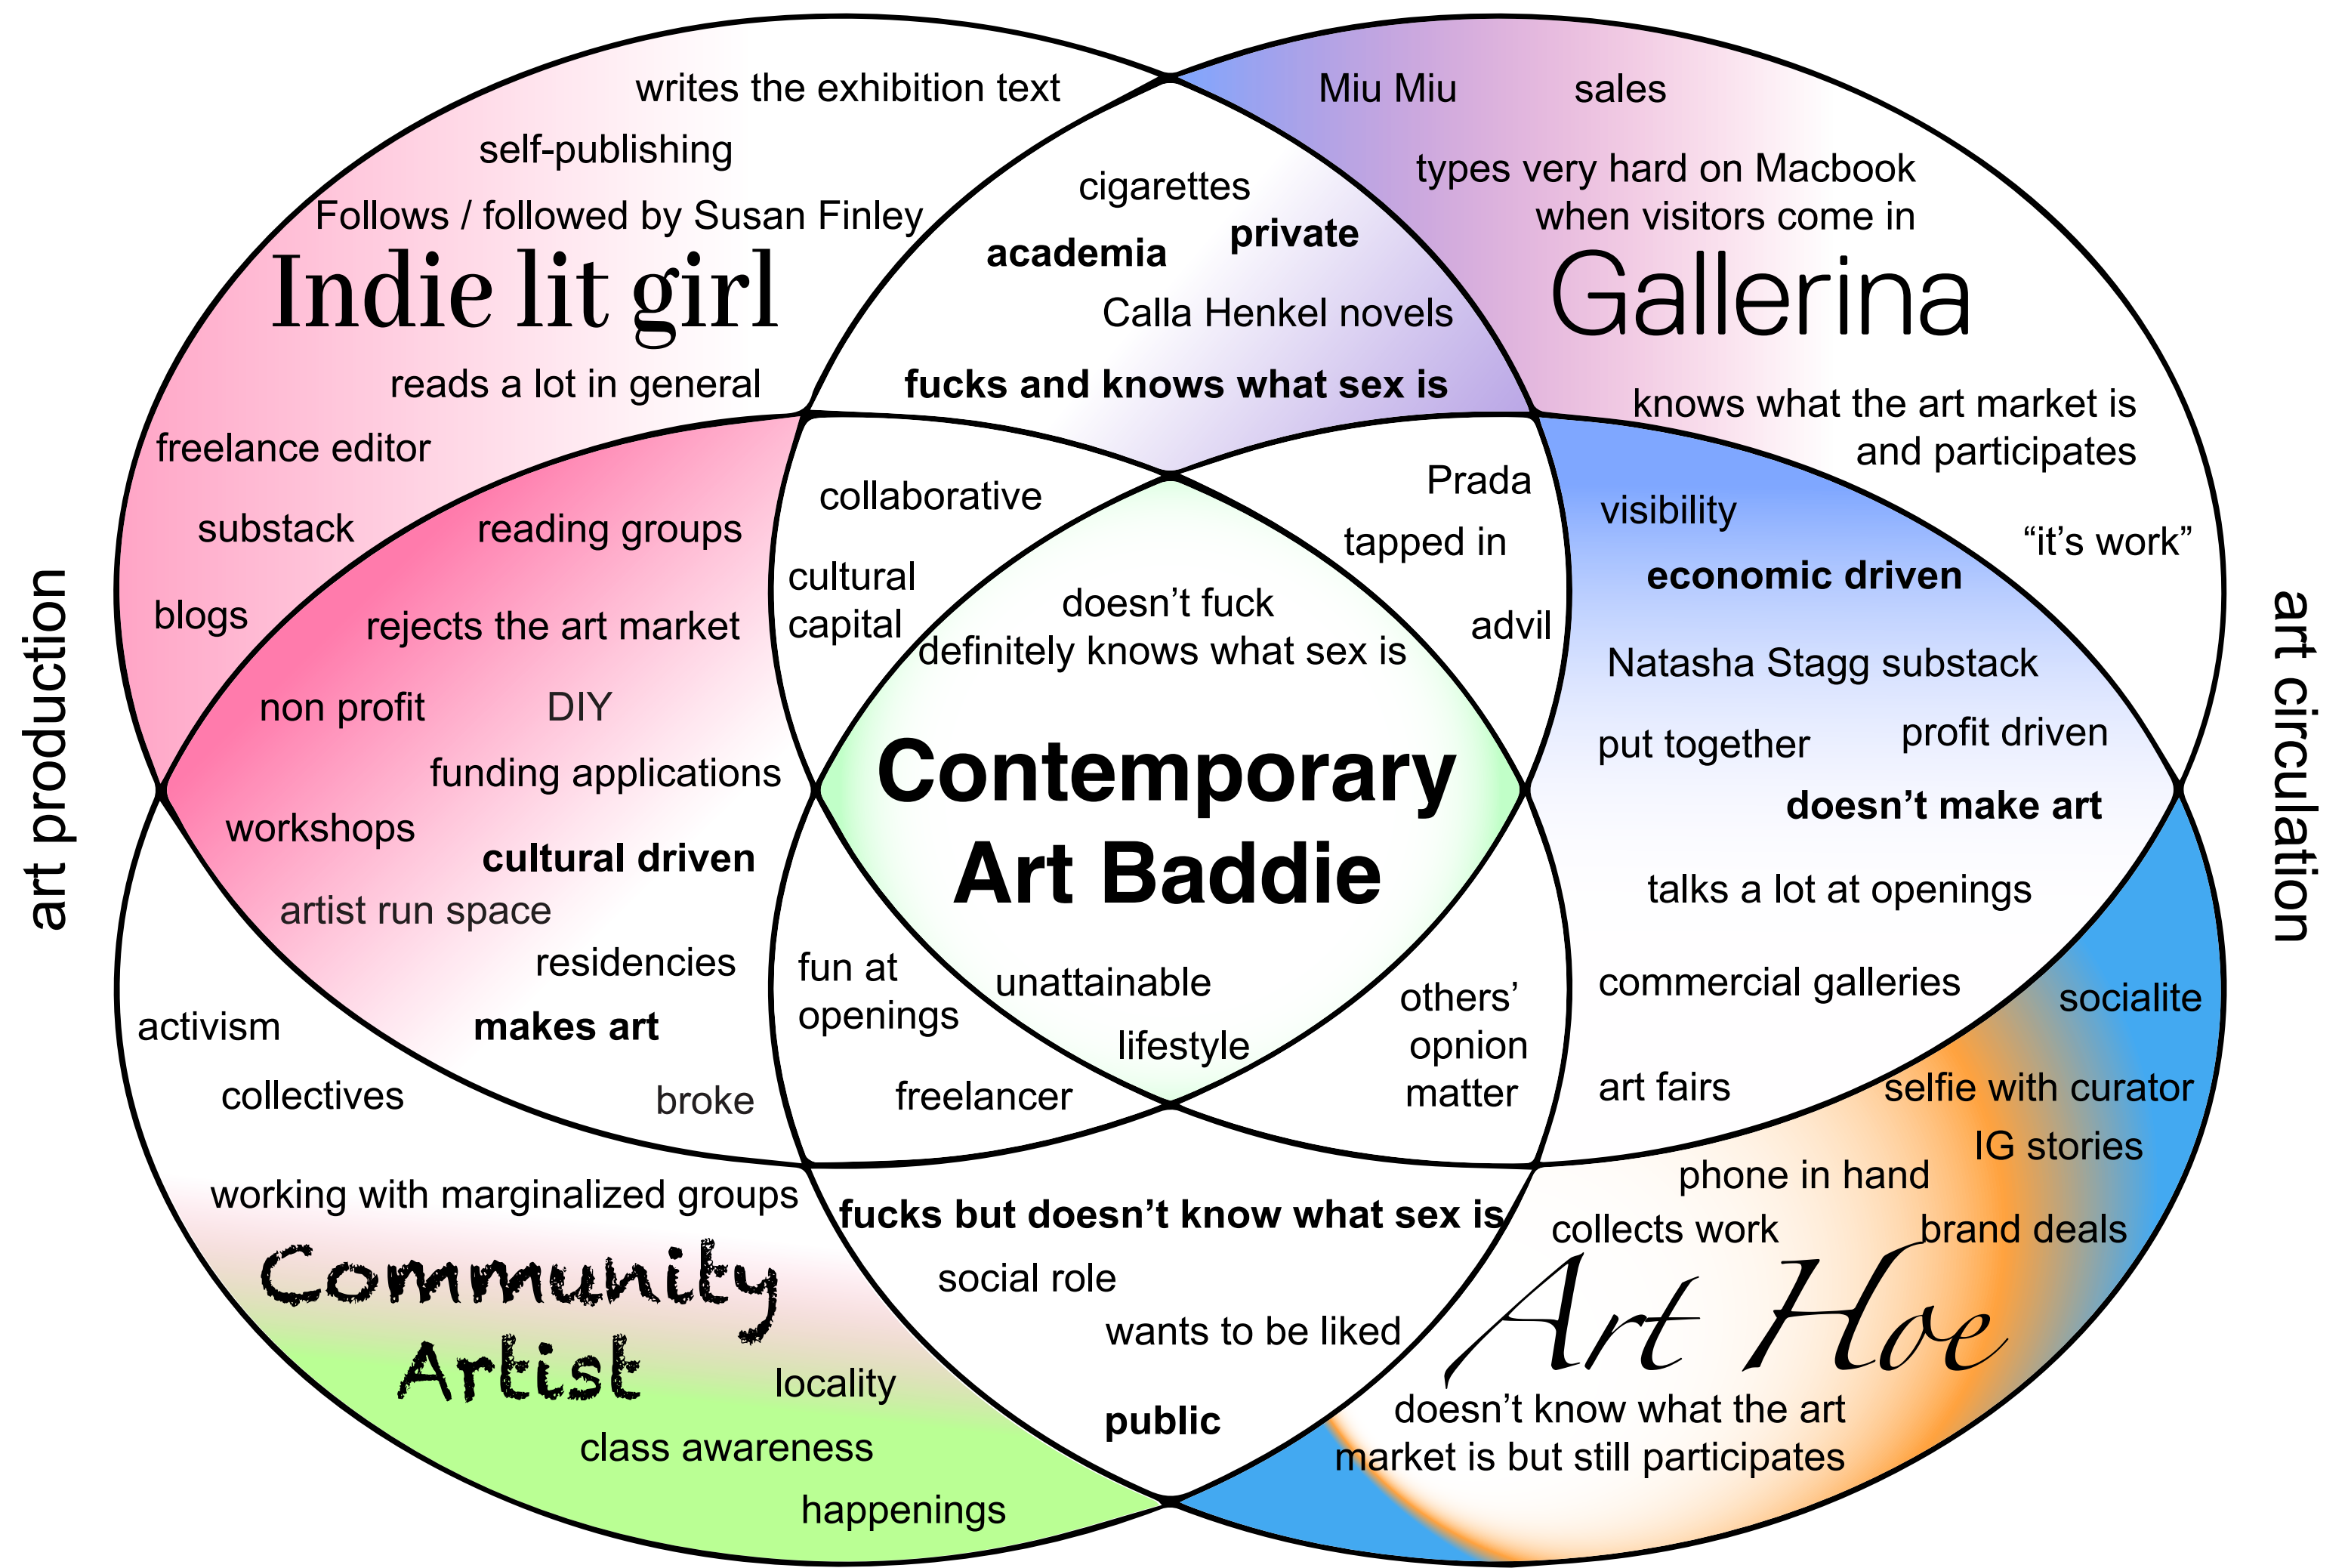 writes the exhibition text
self-publishing
Follows / followed by Susan Finley
Indie lit girl
reads a lot in general
freelance editor
substack
blogs
cigarettes
academia
private
Calla Henkel novels
fucks and knows what sex is
Miu Miu
sales
types very hard on Macbook
when visitors come in
Gallerina
knows what the art market is
and participates
“it’s work”
art production
reading groups
rejects the art market
non profit
DIY
funding applications
workshops
cultural driven
artist run space
residencies
makes art
broke
collaborative
cultural
capital
doesn’t fuck
definitely knows what sex is
Contemporary
Art Baddie
unattainable
lifestyle
Prada
tapped in
advil
visibility
economic driven
Natasha Stagg substack
put together
profit driven
doesn’t make art
talks a lot at openings
commercial galleries
art fairs
art circulation
fun at
openings
freelancer
others’
opnion
matter
activism
collectives
working with marginalized groups
Community
Artist
locality
class awareness
happenings
fucks but doesn’t know what sex is
social role
wants to be liked
public
socialite
selfie with curator
IG stories
phone in hand
collects work
brand deals
Art Hoe
doesn’t know what the art
market is but still participates